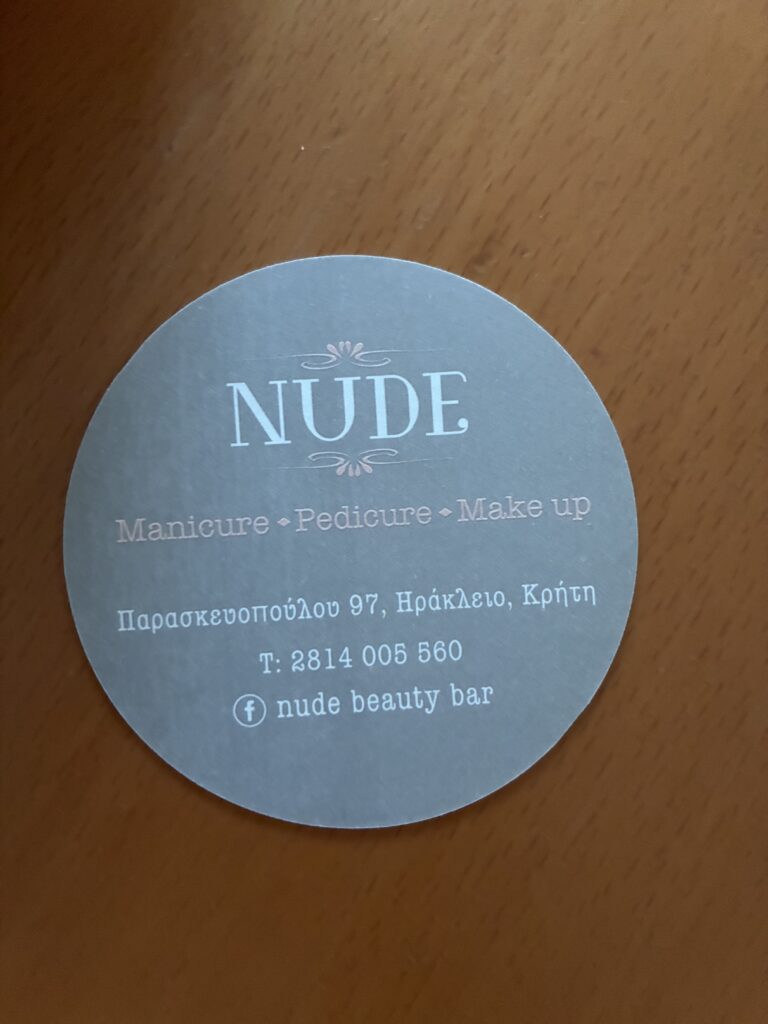 NUDE
Manicure ⬩ Pedicure ⬩ Make up
Παρασκευοπούλου 97, Ηράκλειο, Κρήτη
T: 2814 005 560
f nude beauty bar